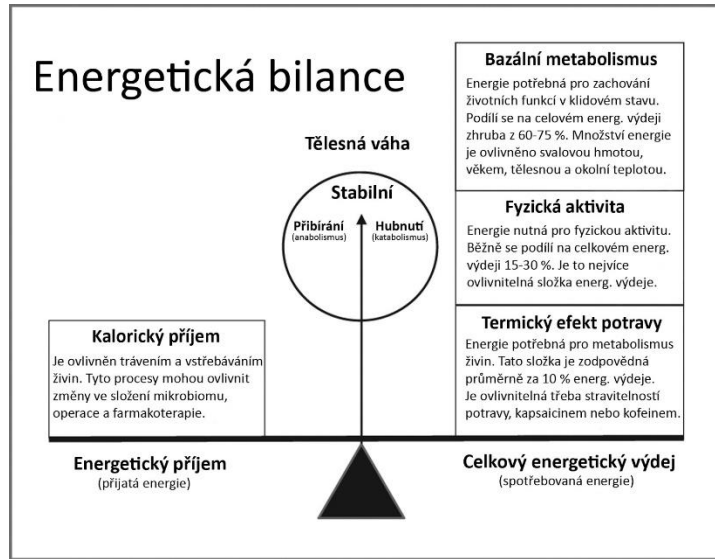 Energetická bilance
Tělesná váha
Stabilní
Přibírání
(anabolismus)
Hubnutí
(katabolismus)
Kalorický příjem
Je ovlivněn trávením a vstřebáváním
živin. Tyto procesy mohou ovlivnit
změny ve složení mikrobiomu,
operace a farmakoterapie.
Energetický příjem
(přijatá energie)
Bazální metabolismus
Energie potřebná pro zachování
životních funkcí v klidovém stavu.
Podílí se na celovém energ. výdeji
zhruba z 60-75 %. Množství energie
je ovlivněno svalovou hmotou,
věkem, tělesnou a okolní teplotou.
Fyzická aktivita
Energie nutná pro fyzickou aktivitu.
Běžně se podílí na celkovém energ.
výdeji 15-30 %. Je to nejvíce
ovlivnitelná složka energ. výdeje.
Termický efekt potravy
Energie potřebná pro metabolismus
živin. Tato složka je zodpovědná
průměrně za 10 % energ. výdeje.
Je ovlivnitelná třeba stravitelností
potravy, kapsaicinem nebo kofeinem.
Celkový energetický výdej
(spotřebovaná energie)